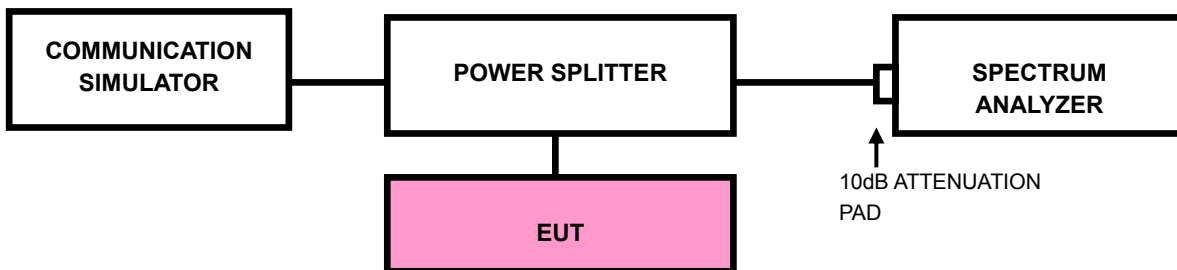 COMMUNICATION
SIMULATOR
POWER SPLITTER
SPECTRUM
ANALYZER
10dB ATTENUATION
PAD
EUT